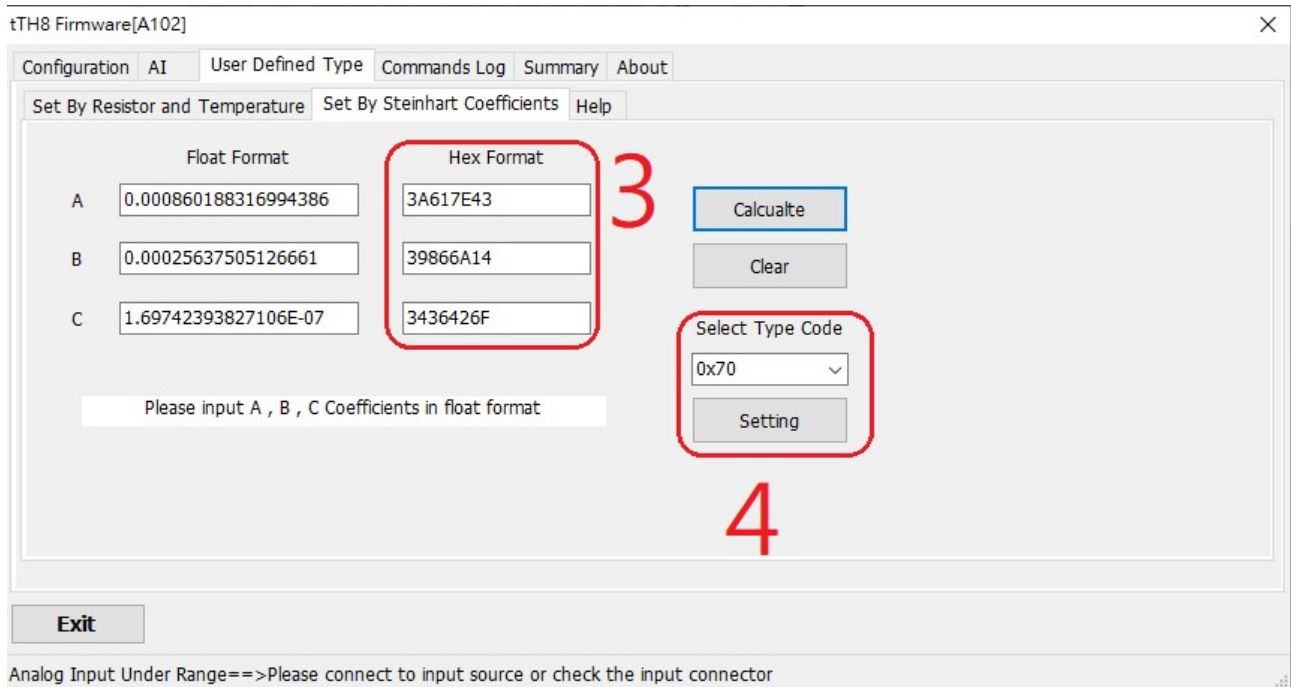 tTH8 Firmware[A102]
Configuration AI User Defined Type Commands Log Summary About
Set By Resistor and Temperature Set By Steinhart Coefficients Help
Float Format Hex Format
3
A 0.000860188316994386 3A617E43 Calcualte
B 0.00025637505126661 39866A14 Clear
C 1.69742393827106E-07 3436426F
Select Type Code
0x70
Please input A , B , C Coefficients in float format
Setting
4
Exit
Analog Input Under Range==>Please connect to input source or check the input connector